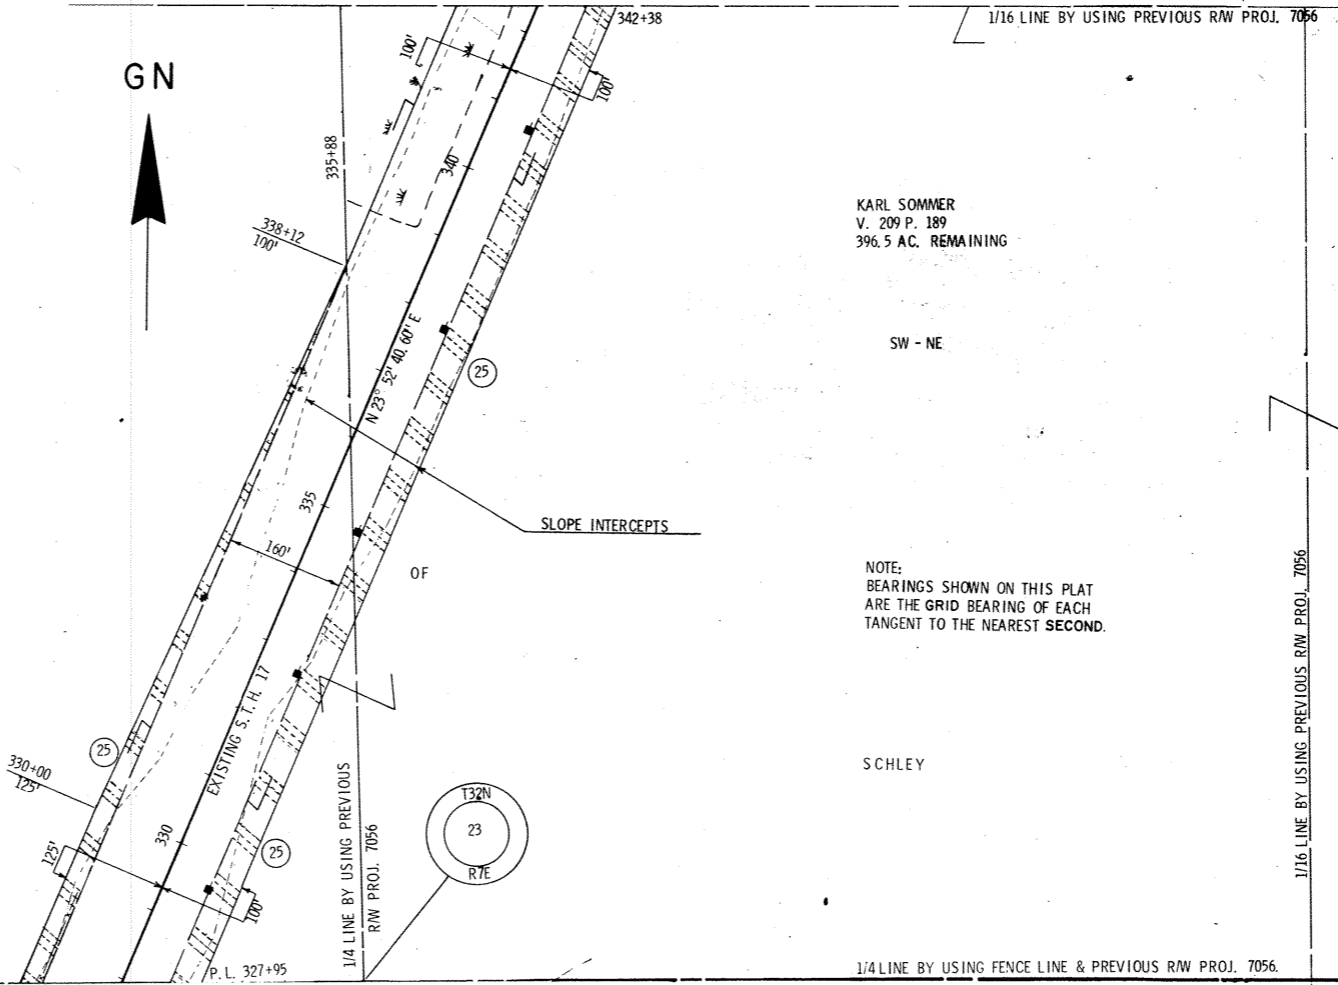 342+38
1/16 LINE BY USING PREVIOUS R/W PROJ. 7056
100'
100'
GN
335+88
340
338+12
100'
KARL SOMMER
V. 209 P. 189
396.5 AC. REMAINING
SW - NE
N 23° 52' 40.60" E
25
335
SLOPE INTERCEPTS
160'
OF
NOTE:
BEARINGS SHOWN ON THIS PLAT
ARE THE GRID BEARING OF EACH
TANGENT TO THE NEAREST SECOND.
1/16 LINE BY USING PREVIOUS R/W PROJ. 7056
EXISTING S.T.H. 17
25
330+00
125'
SCHLEY
T32N
23
R7E
330
25
125'
100'
1/4 LINE BY USING PREVIOUS
R/W PROJ. 7056
P.L. 327+95
1/4 LINE BY USING FENCE LINE & PREVIOUS R/W PROJ. 7056.